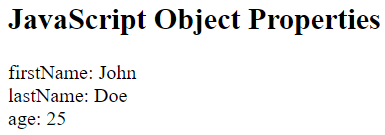 JavaScript Object Properties
firstName: John
lastName: Doe
age: 25